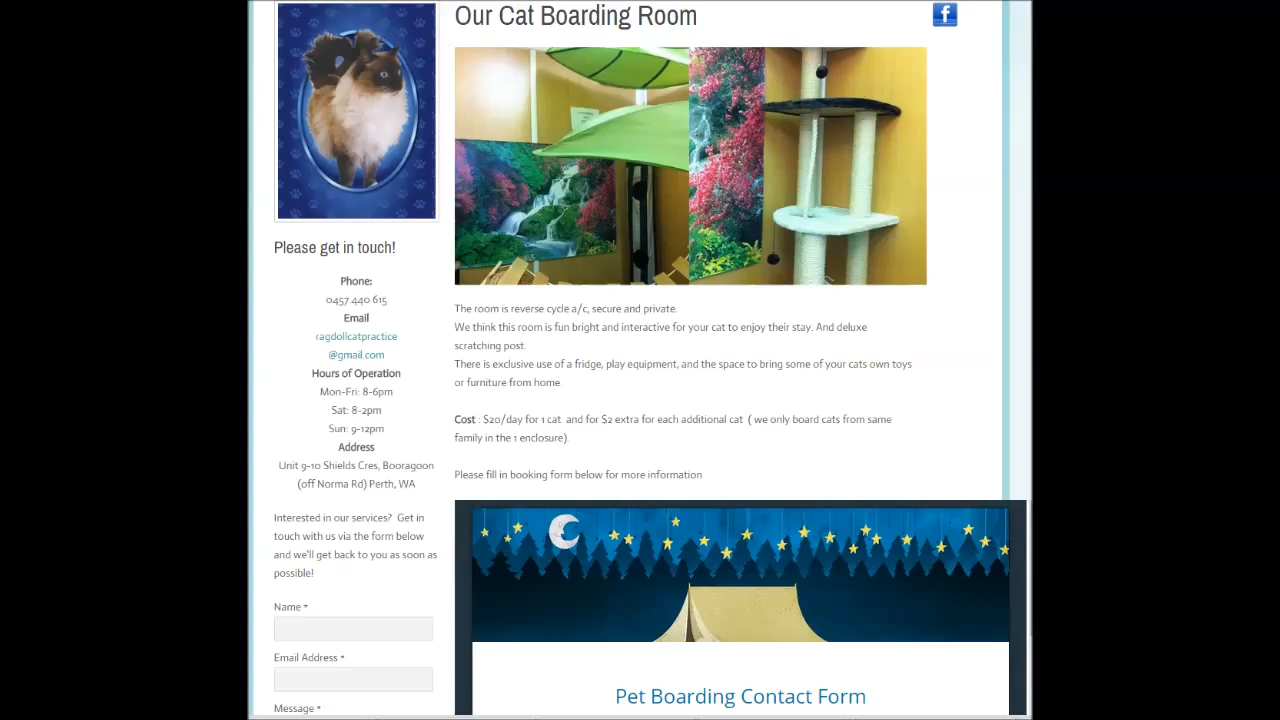 Our Cat Boarding Room
f
Please get in touch!
Phone:
0457 440 615
Email
ragdollcatpractice
@gmail.com
Hours of Operation
Mon-Fri: 8-6pm
Sat: 8-2pm
Sun: 9-12pm
Address
Unit 9-10 Shields Cres, Booragoon
(off Norma Rd) Perth, WA
Interested in our services? Get in
touch with us via the form below
and we'll get back to you as soon as
possible!
Name *
Email Address *
Message *
The room is reverse cycle a/c, secure and private.
We think this room is fun bright and interactive for your cat to enjoy their stay. And deluxe
scratching post.
There is exclusive use of a fridge, play equipment, and the space to bring some of your cats own toys
or furniture from home.
Cost : $20/day for 1 cat and for $2 extra for each additional cat ( we only board cats from same
family in the 1 enclosure).
Please fill in booking form below for more information
Pet Boarding Contact Form